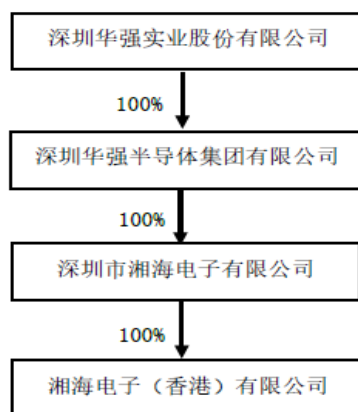 深圳华强实业股份有限公司
100%
深圳华强半导体集团有限公司
100%
深圳市湘海电子有限公司
100%
湘海电子（香港）有限公司